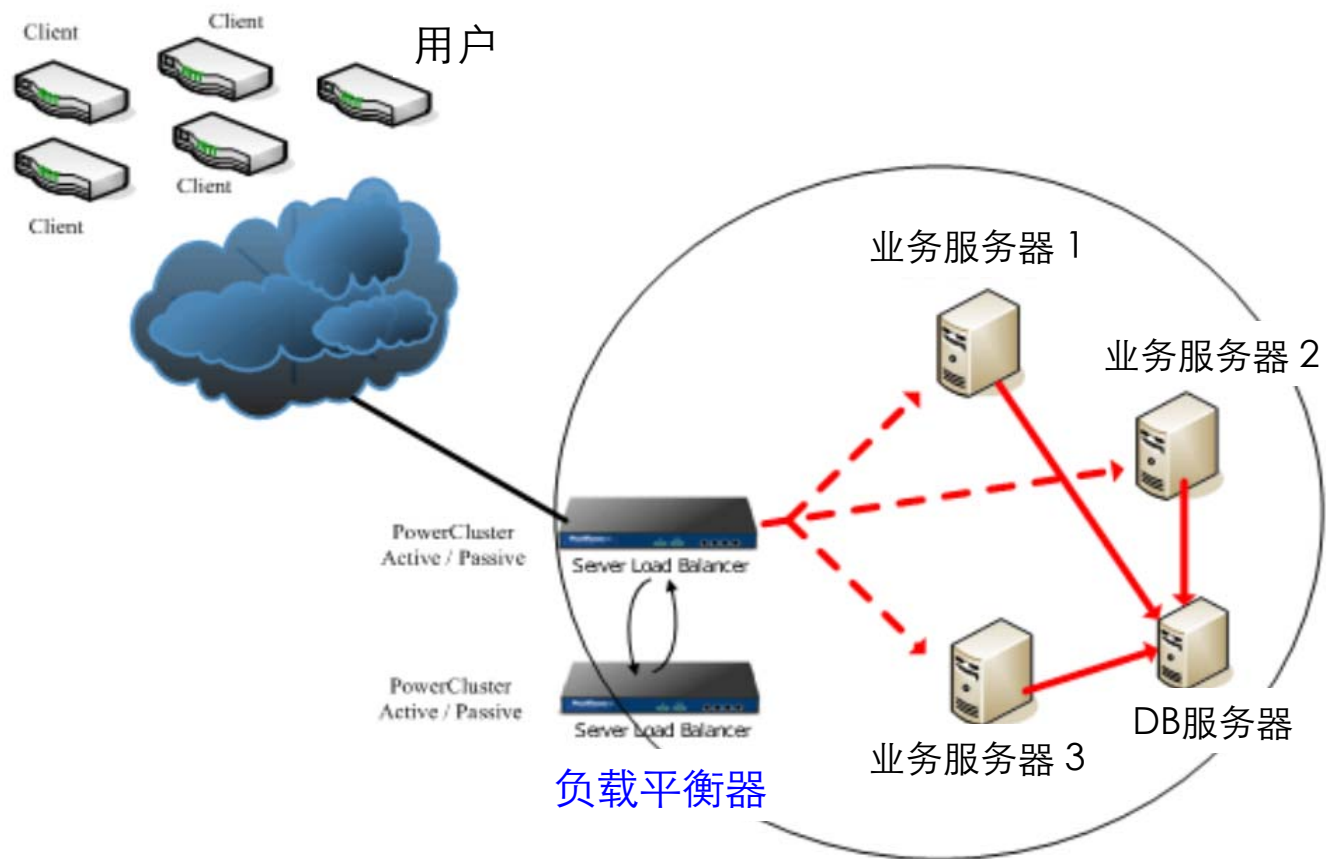 Client
Client
用户
Client
Client
业务服务器 1
业务服务器 2
PowerCluster
Active / Passive
Server Load Balancer
PowerCluster
Active / Passive
Server Load Balancer
负载平衡器
业务服务器 3
DB服务器